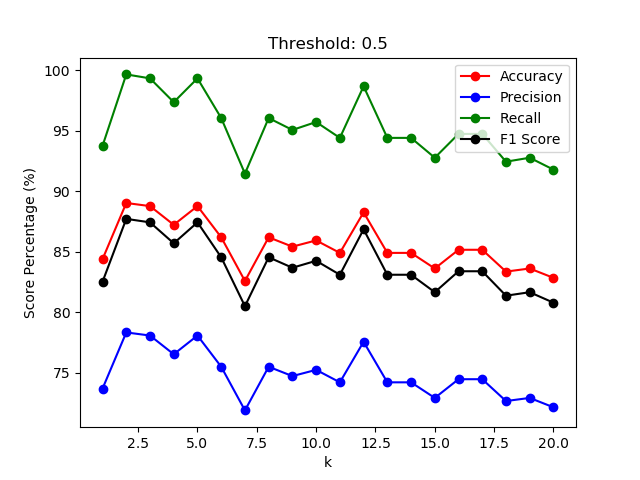 Threshold: 0.5
100
95
90
85
80
75
Score Percentage (%)
Accuracy
Precision
Recall
F1 Score
2.5 5.0 7.5 10.0 12.5 15.0 17.5 20.0
k